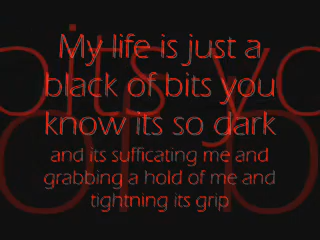 My life is just a
black of bits you
know its so dark
and its sufficating me and
grabbing a hold of me and
tightning its grip